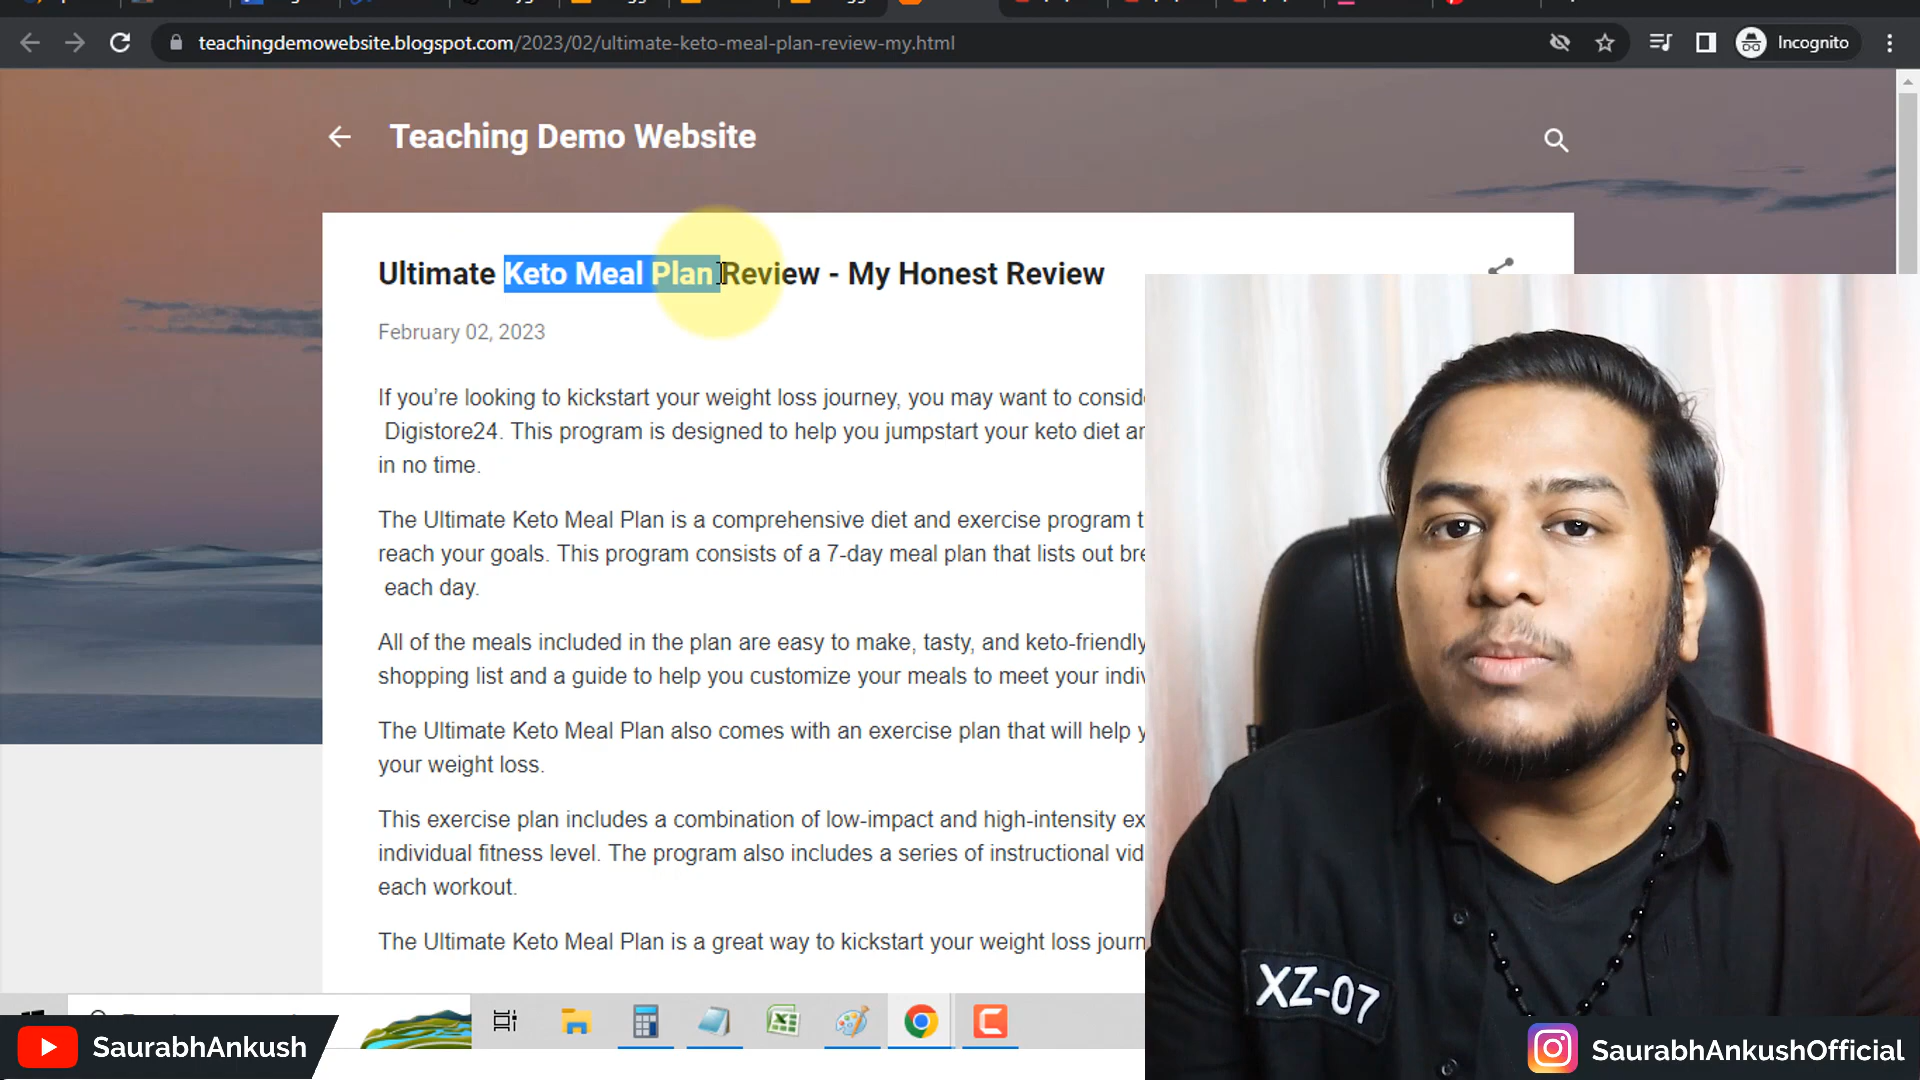 teachingdemowebsite.blogspot.com/2023/02/ultimate-keto-meal-plan-review-my.html
Incognito
Teaching Demo Website
Ultimate Keto Meal Plan Review - My Honest Review
February 02, 2023
If you're looking to kickstart your weight loss journey, you may want to
Digistore24. This program is designed to help you jumpstart your keto diet
in no time.
The Ultimate Keto Meal Plan is a comprehensive diet and exercise program
reach your goals. This program consists of a 7-day meal plan that lists out
each day.
All of the meals included in the plan are easy to make, tasty, and keto-friendly
shopping list and a guide to help you customize your meals to meet your
The Ultimate Keto Meal Plan also comes with an exercise plan that will help
your weight loss.
This exercise plan includes a combination of low-impact and high-intensity
individual fitness level. The program also includes a series of instructional
each workout.
The Ultimate Keto Meal Plan is a great way to kickstart your weight loss
XZ-07
SaurabhAnkush
SaurabhAnkushOfficial